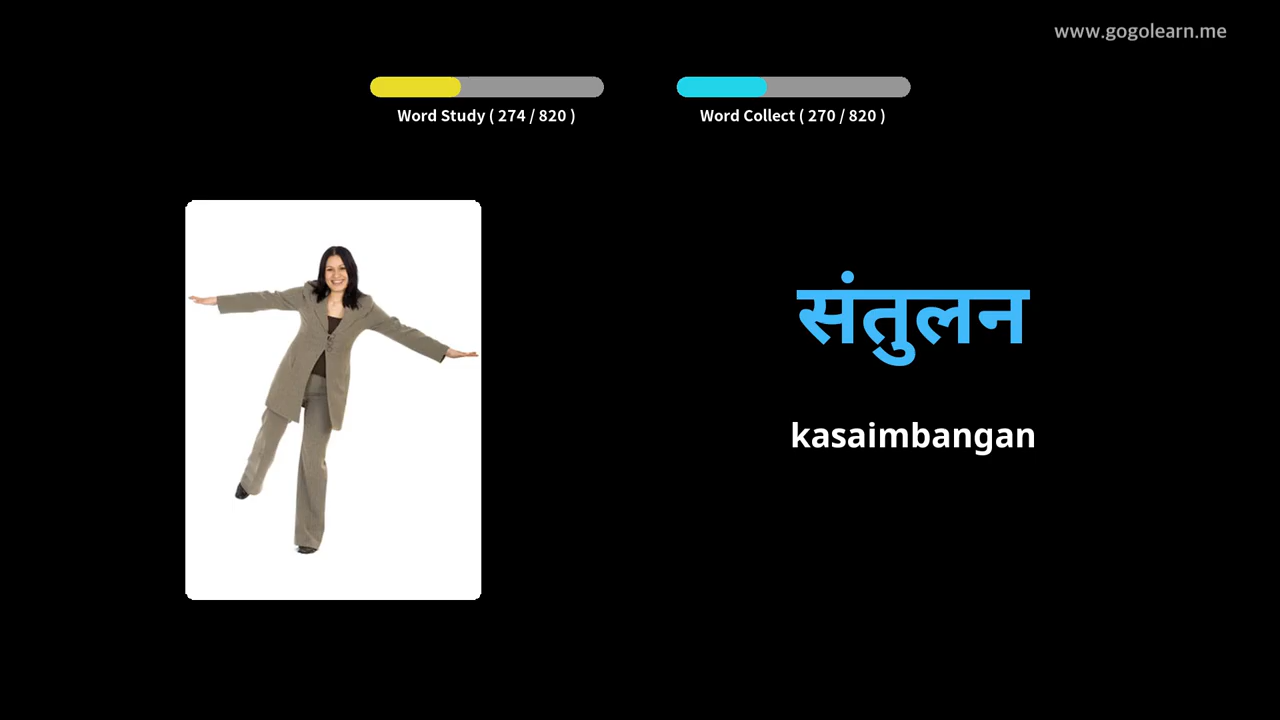 www.gogolearn.me
Word Study ( 274 / 820 )
Word Collect ( 270 / 820 )
संतुलन
kasaimbangan